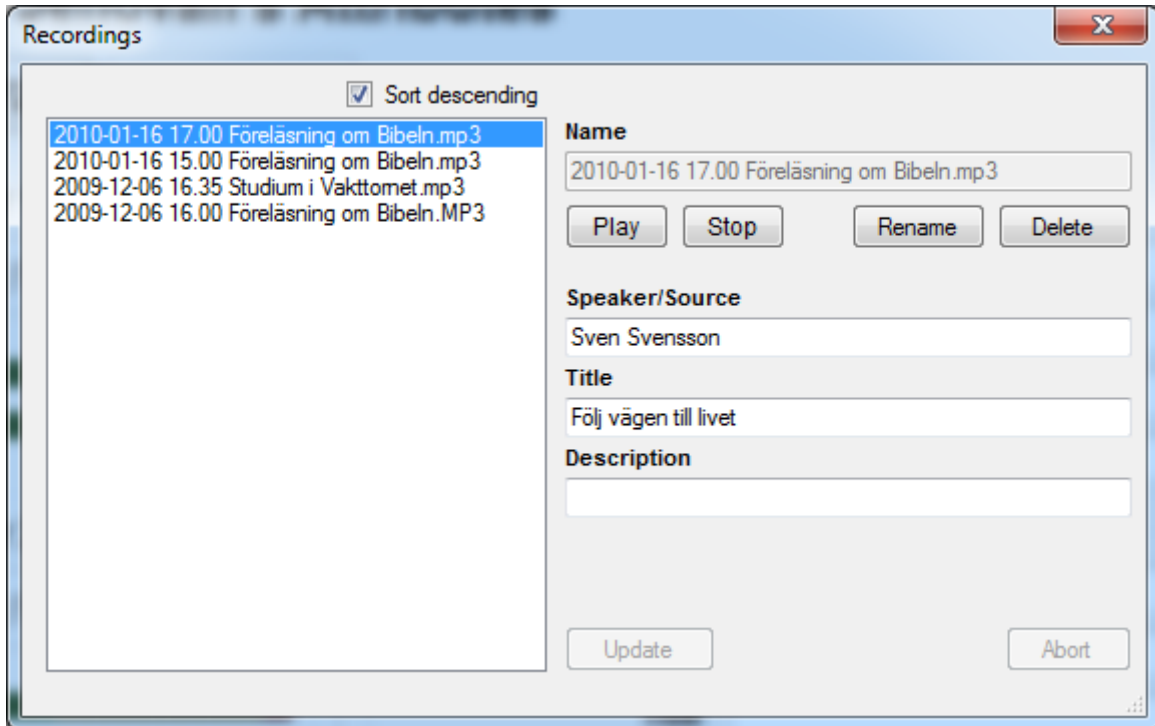 Recordings
Sort descending
2010-01-16 17.00 Föreläsning om Bibeln.mp3
2010-01-16 15.00 Föreläsning om Bibeln.mp3
2009-12-06 16.35 Studium i Vakttornet.mp3
2009-12-06 16.00 Föreläsning om Bibeln.MP3
Name
2010-01-16 17.00 Föreläsning om Bibeln.mp3
Play Stop Rename Delete
Speaker/Source
Sven Svensson
Title
Följ vägen till livet
Description
Update Abort